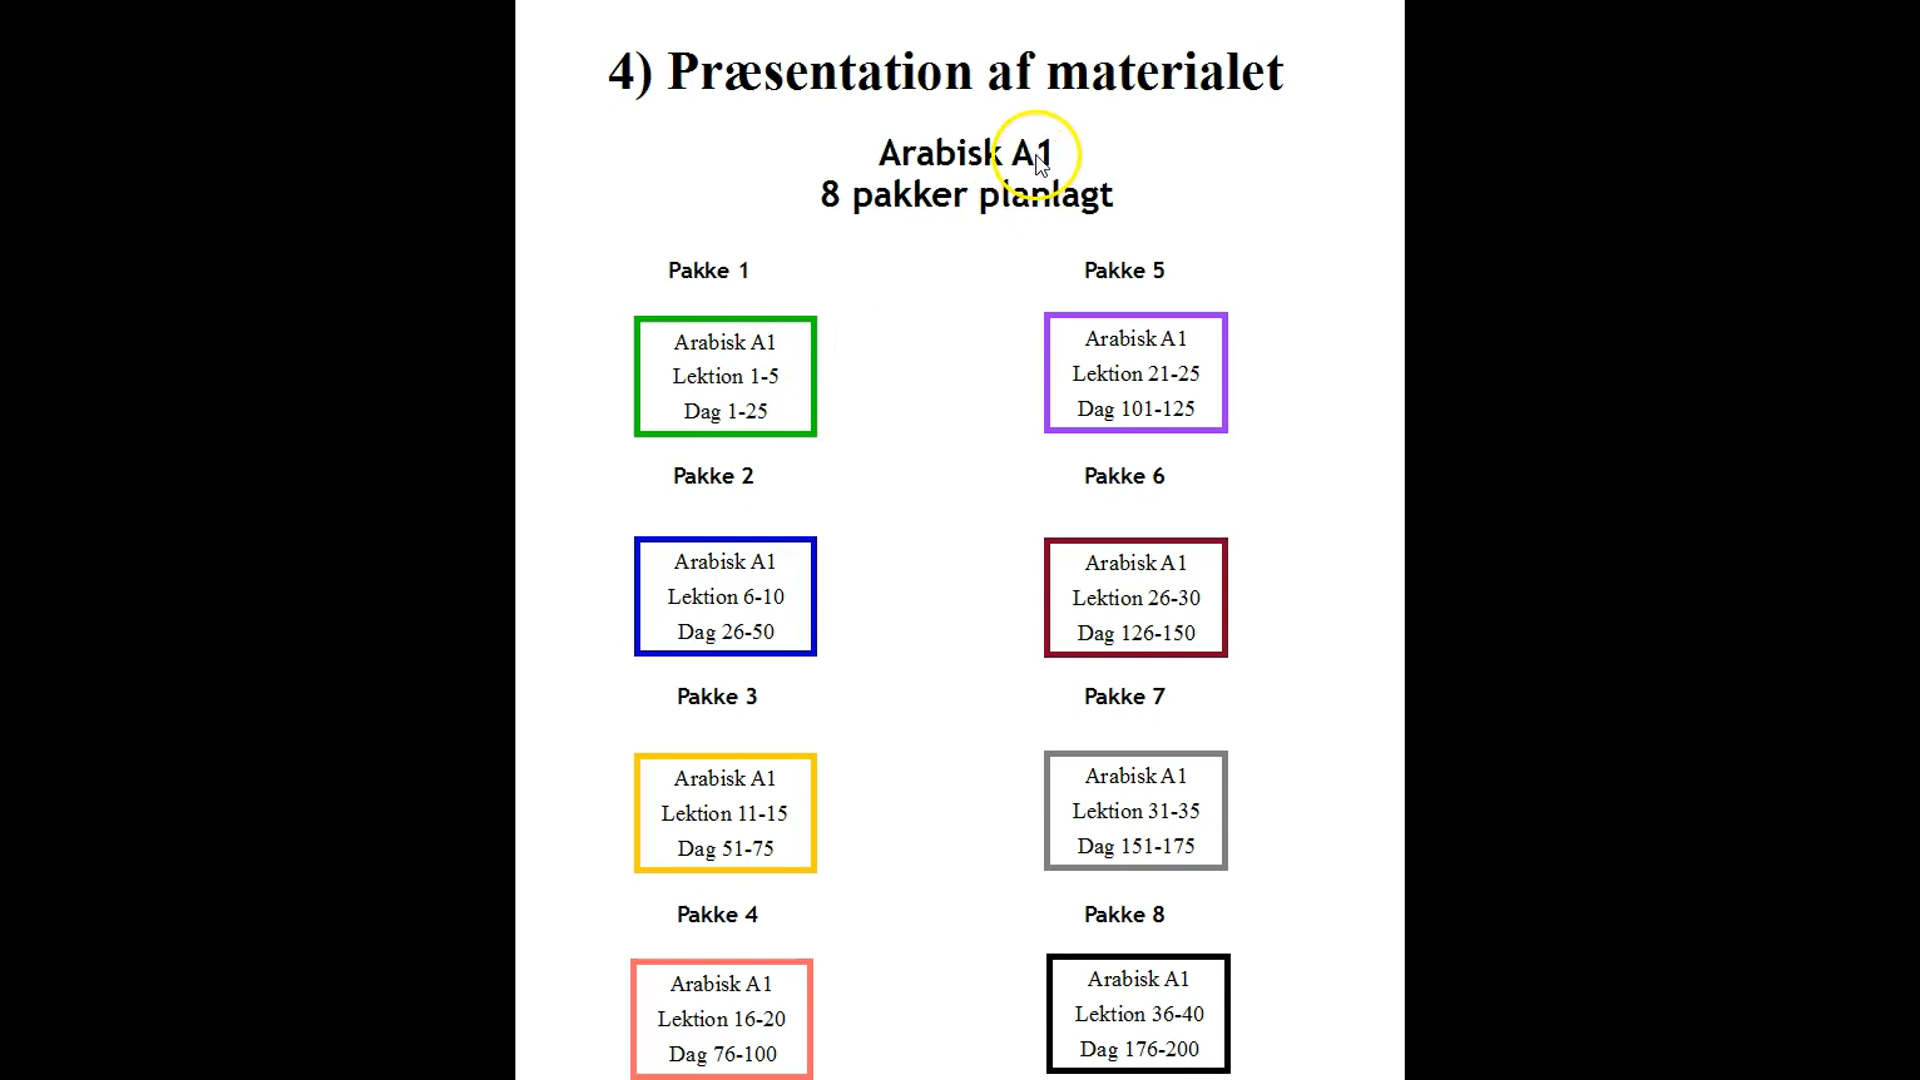 4) Præsentation af materialet
Arabisk A1
8 pakker planlagt
Pakke 1
Arabisk A1
Lektion 1-5
Dag 1-25
Pakke 2
Arabisk A1
Lektion 6-10
Dag 26-50
Pakke 3
Arabisk A1
Lektion 11-15
Dag 51-75
Pakke 4
Arabisk A1
Lektion 16-20
Dag 76-100
Pakke 5
Arabisk A1
Lektion 21-25
Dag 101-125
Pakke 6
Arabisk A1
Lektion 26-30
Dag 126-150
Pakke 7
Arabisk A1
Lektion 31-35
Dag 151-175
Pakke 8
Arabisk A1
Lektion 36-40
Dag 176-200